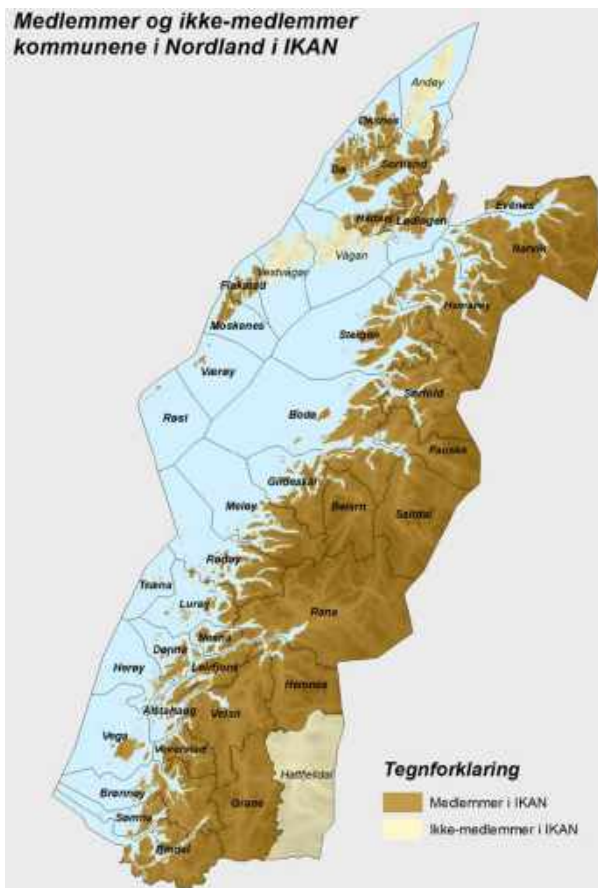 Medlemmer og ikke-medlemmer
kommunene i Nordland i IKAN
Andøy
Øksnes
Bø
Sortland
Hadsel
Lødingen
Evenes
Narvik
Vågan
Vestvågøy
Flakstad
Moskenes
Hamarøy
Steigen
Værøy
Røst
Bodø
Sørfold
Fauske
Gildeskål
Meløy
Beiarn
Saltdal
Rødøy
Træna
Lurøy
Rana
Nesna
Dønna
Herøy
Leirfjord
Hemnes
Alstahaug
Vefsn
Vega
Vevelstad
Hattfjelldal
Brønnøy
Grane
Sømna
Bindal
Tegnforklaring
Medlemmer i IKAN
Ikke-medlemmer i IKAN